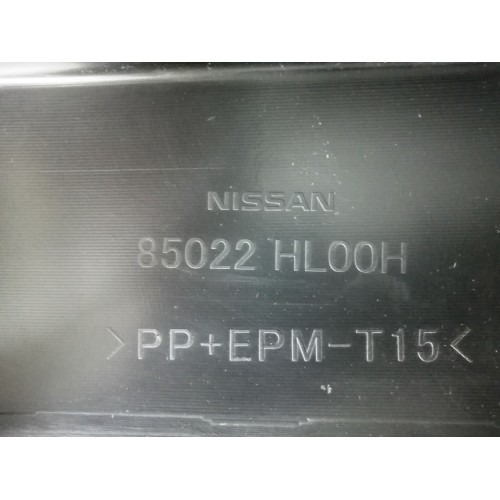 NISSAN
85022 HL00H
>PP+EPM-T15<